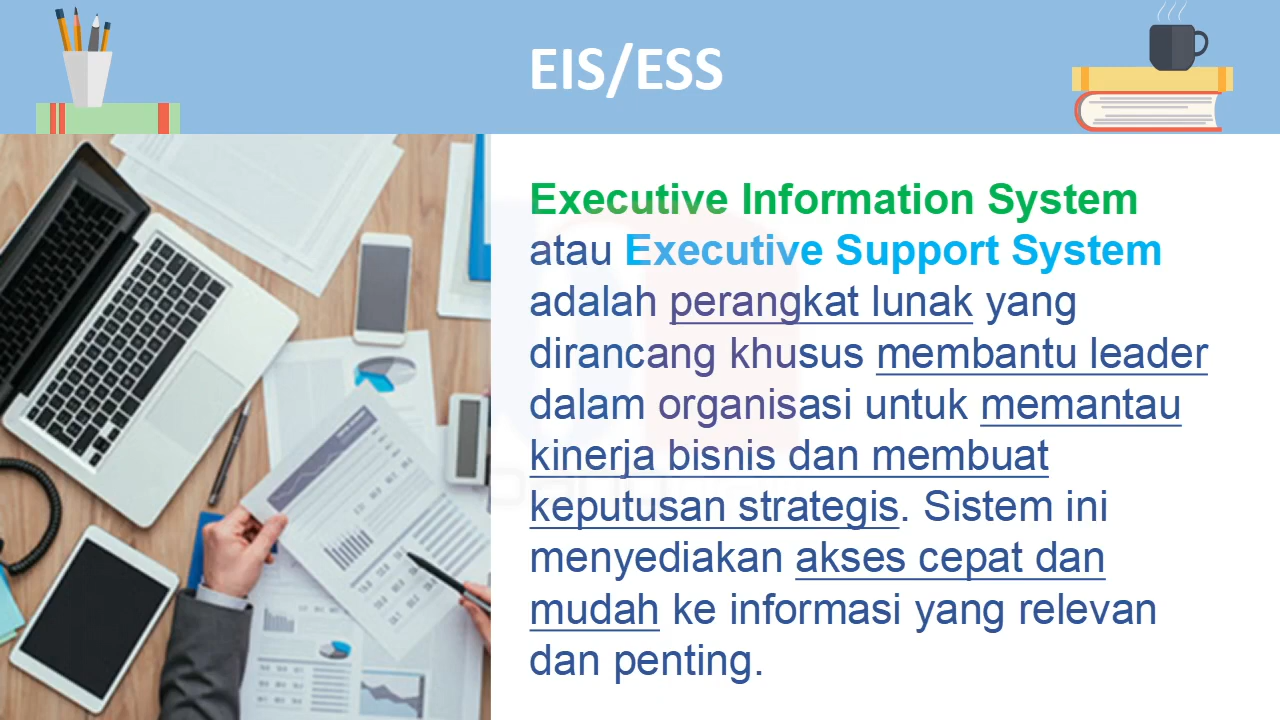 EIS/ESS
Executive Information System
atau Executive Support System
adalah perangkat lunak yang
dirancang khusus membantu leader
dalam organisasi untuk memantau
kinerja bisnis dan membuat
keputusan strategis. Sistem ini
menyediakan akses cepat dan
mudah ke informasi yang relevan
dan penting.